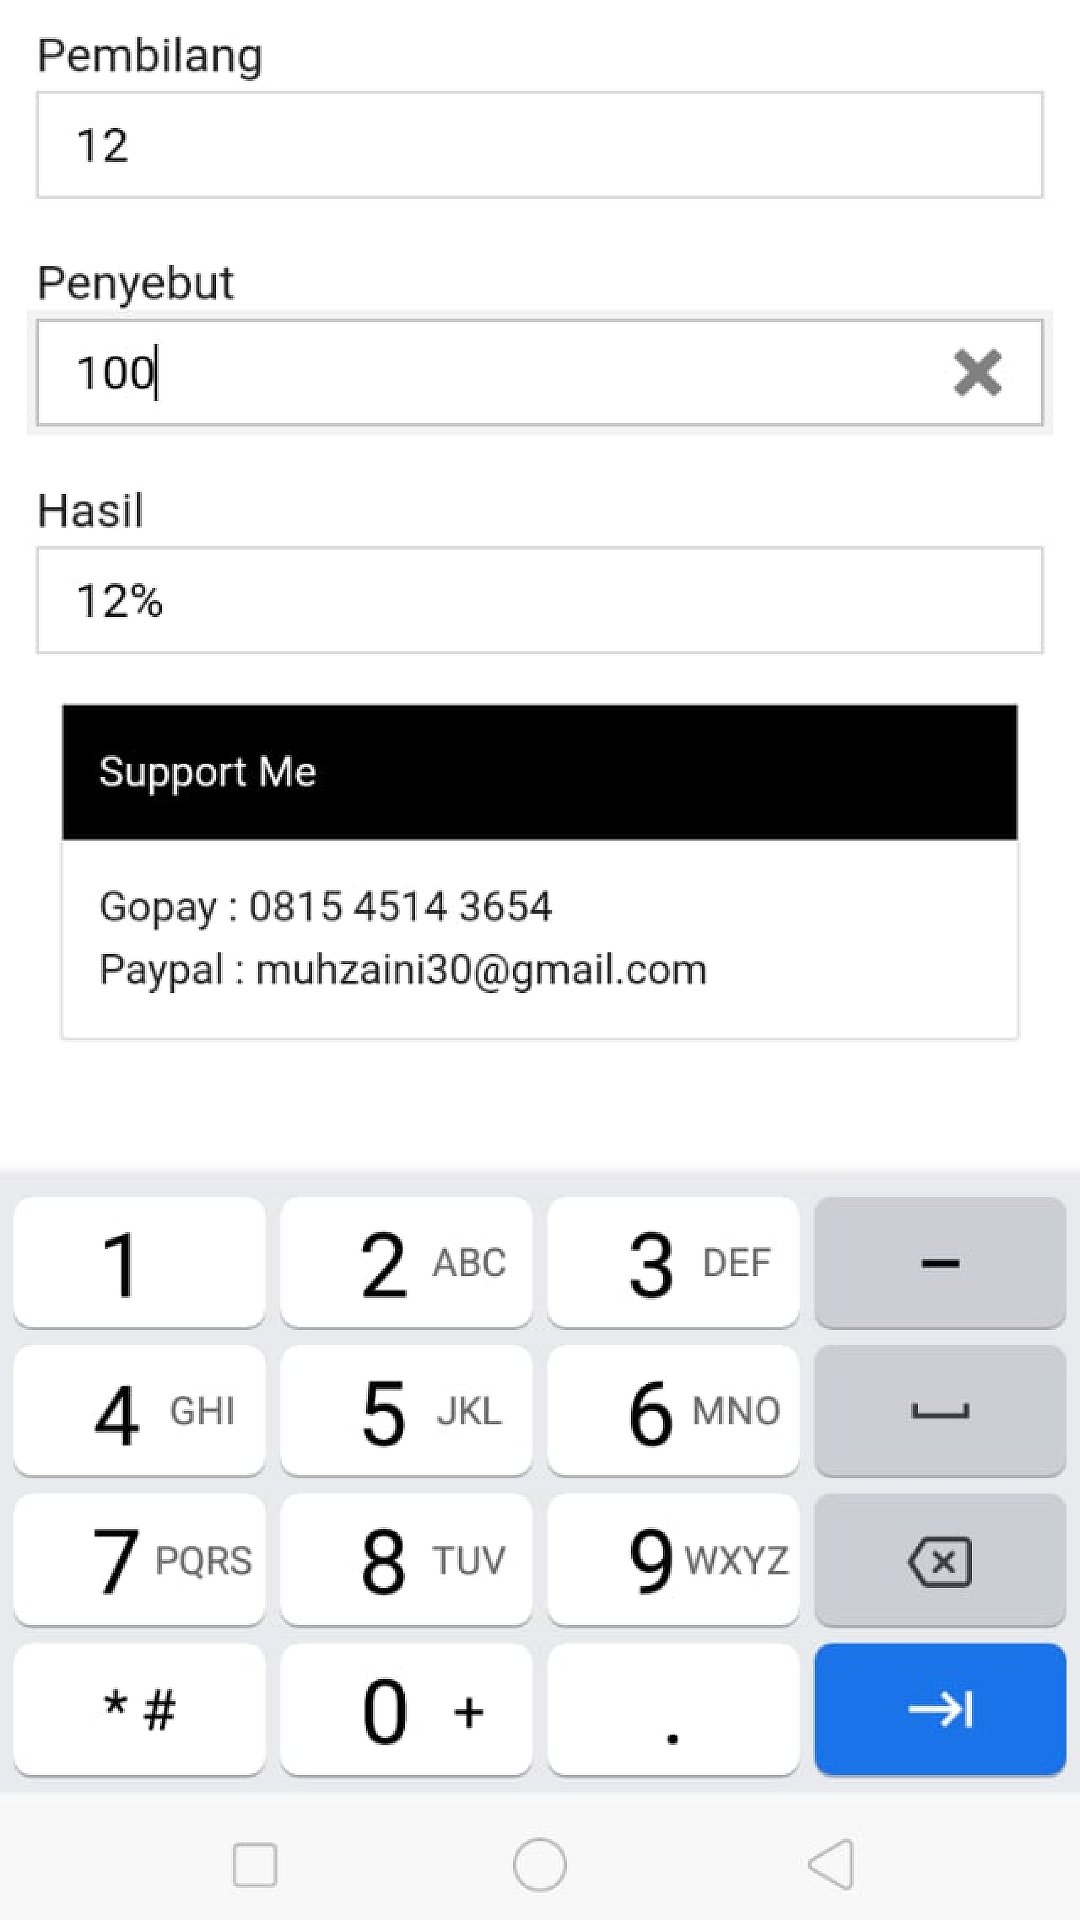 Pembilang
12
Penyebut
100
Hasil
12%
Support Me
Gopay : 0815 4514 3654
Paypal : muhzaini30@gmail.com
1 2 ABC 3 DEF –
4 GHI 5 JKL 6 MNO
7 PQRS 8 TUV 9 WXYZ
* # 0 + .